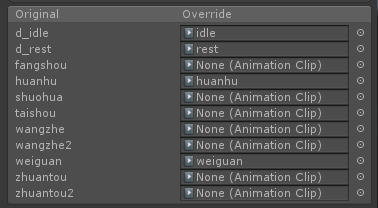 Original Override
d_idle idle
d_rest rest
fangshou None (Animation Clip)
huanhu huanhu
shuohua None (Animation Clip)
taishou None (Animation Clip)
wangzhe None (Animation Clip)
wangzhe2 None (Animation Clip)
weiguan weiguan
zhuantou None (Animation Clip)
zhuantou2 None (Animation Clip)